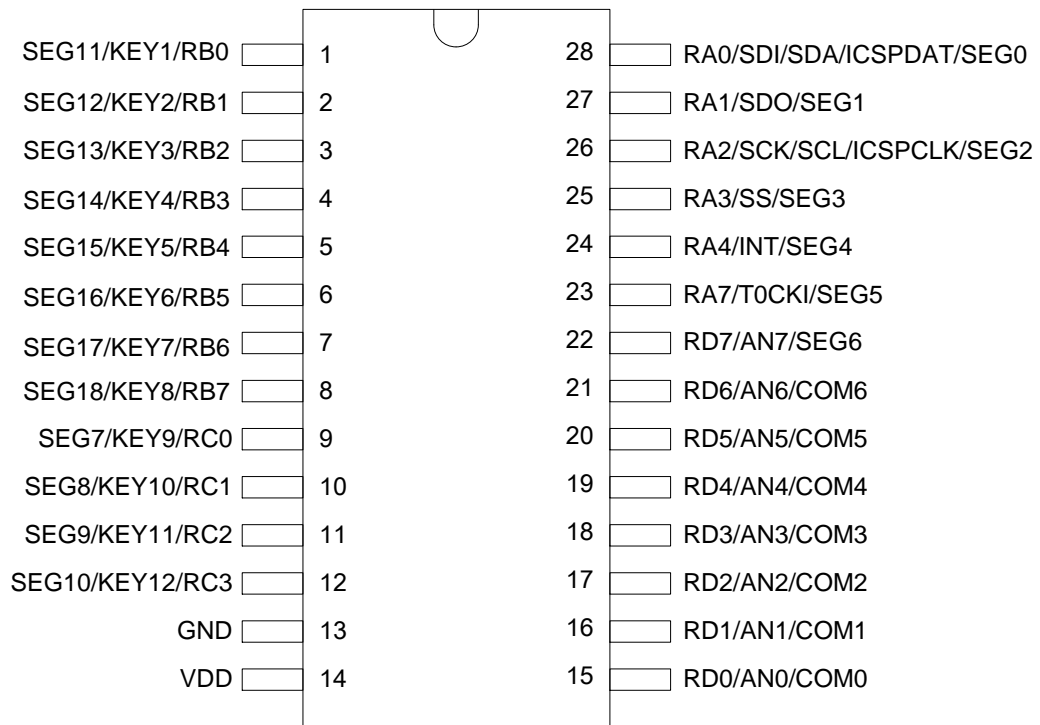 SEG11/KEY1/RB0 1 28 RA0/SDI/SDA/ICSPDAT/SEG0
SEG12/KEY2/RB1 2 27 RA1/SDO/SEG1
SEG13/KEY3/RB2 3 26 RA2/SCK/SCL/ICSPCLK/SEG2
SEG14/KEY4/RB3 4 25 RA3/SS/SEG3
SEG15/KEY5/RB4 5 24 RA4/INT/SEG4
SEG16/KEY6/RB5 6 23 RA7/T0CKI/SEG5
SEG17/KEY7/RB6 7 22 RD7/AN7/SEG6
SEG18/KEY8/RB7 8 21 RD6/AN6/COM6
SEG7/KEY9/RC0 9 20 RD5/AN5/COM5
SEG8/KEY10/RC1 10 19 RD4/AN4/COM4
SEG9/KEY11/RC2 11 18 RD3/AN3/COM3
SEG10/KEY12/RC3 12 17 RD2/AN2/COM2
GND 13 16 RD1/AN1/COM1
VDD 14 15 RD0/AN0/COM0